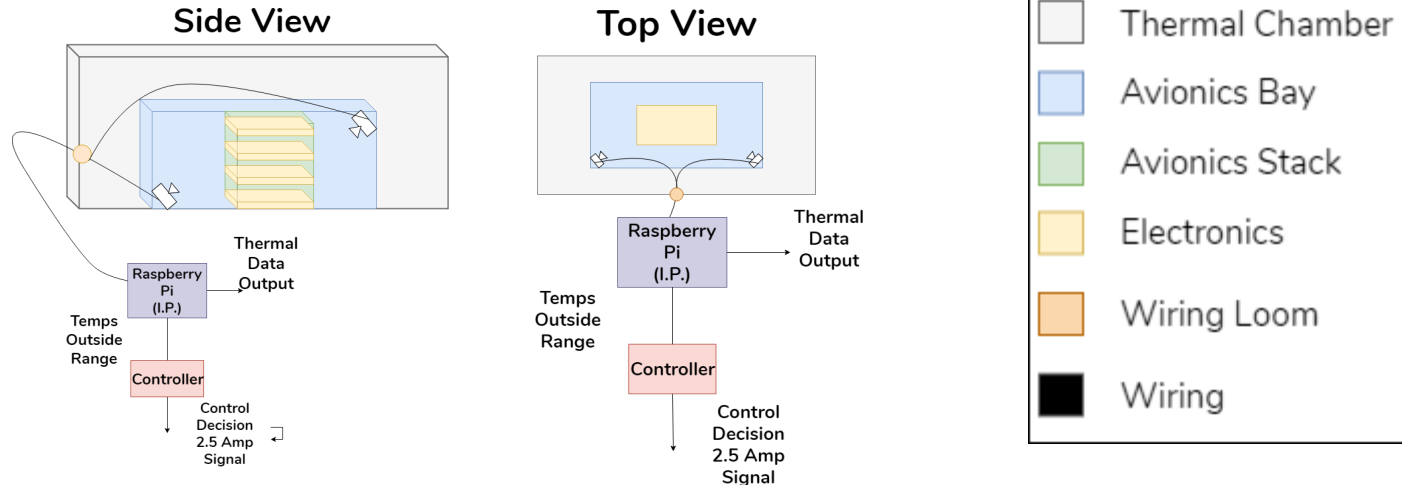 Side View
Thermal
Data
Output
Raspberry
Pi
(I.P.)
Temps
Outside
Range
Controller
Control
Decision
2.5 Amp
Signal
Top View
Raspberry
Pi
(I.P.)
Thermal
Data
Output
Temps
Outside
Range
Controller
Control
Decision
2.5 Amp
Signal
Thermal Chamber
Avionics Bay
Avionics Stack
Electronics
Wiring Loom
Wiring